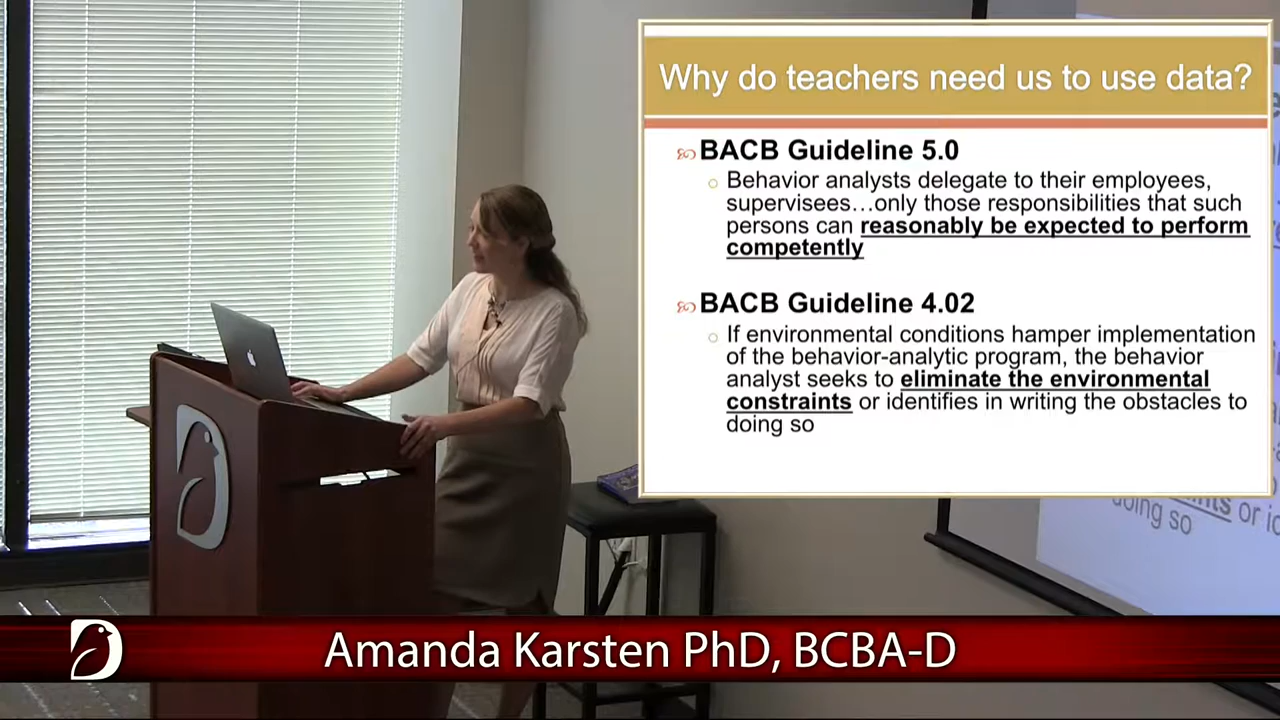 Why do teachers need us to use data?
BACB Guideline 5.0
Behavior analysts delegate to their employees,
supervisees…only those responsibilities that such
persons can reasonably be expected to perform
competently
BACB Guideline 4.02
If environmental conditions hamper implementation
of the behavior-analytic program, the behavior
analyst seeks to eliminate the environmental
constraints or identifies in writing the obstacles to
doing so
or
doing so
Amanda Karsten PhD, BCBA-D